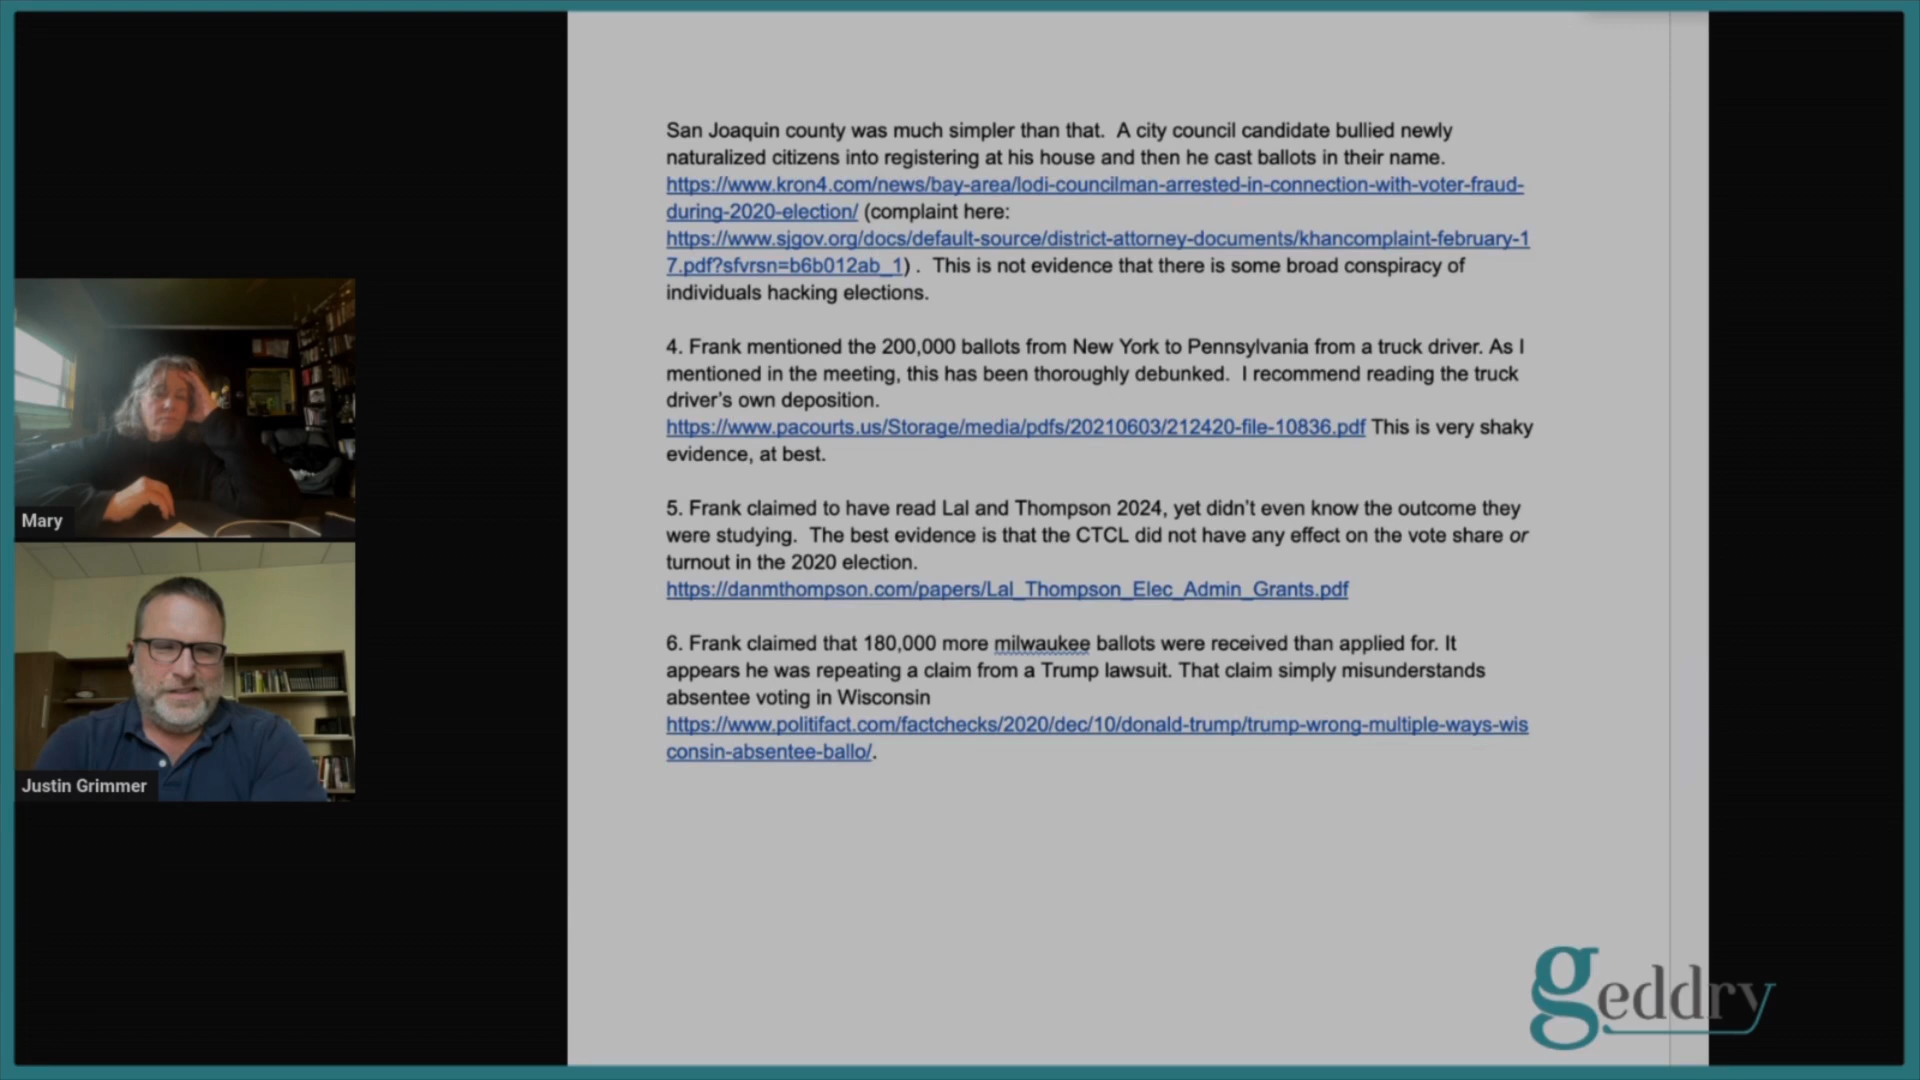 San Joaquin county was much simpler than that.  A city council candidate bullied newly
naturalized citizens into registering at his house and then he cast ballots in their name.
https://www.kron4.com/news/bay-area/lodi-councilman-arrested-in-connection-with-voter-fraud-
during-2020-election/ (complaint here:
https://www.sjgov.org/docs/default-source/district-attorney-documents/khancomplaint-february-1
7.pdf?sfvrsn=b6b012ab_1) .  This is not evidence that there is some broad conspiracy of
individuals hacking elections.
4. Frank mentioned the 200,000 ballots from New York to Pennsylvania from a truck driver. As I
mentioned in the meeting, this has been thoroughly debunked.  I recommend reading the truck
driver’s own deposition.
https://www.pacourts.us/Storage/media/pdfs/20210603/212420-file-10836.pdf This is very shaky
evidence, at best.
5. Frank claimed to have read Lal and Thompson 2024, yet didn’t even know the outcome they
were studying.  The best evidence is that the CTCL did not have any effect on the vote share or
turnout in the 2020 election.
https://danmthompson.com/papers/Lal_Thompson_Elec_Admin_Grants.pdf
6. Frank claimed that 180,000 more milwaukee ballots were received than applied for. It
appears he was repeating a claim from a Trump lawsuit. That claim simply misunderstands
absentee voting in Wisconsin
https://www.politifact.com/factchecks/2020/dec/10/donald-trump/trump-wrong-multiple-ways-wis
consin-absentee-ballo/.
Mary
Justin Grimmer
geddry